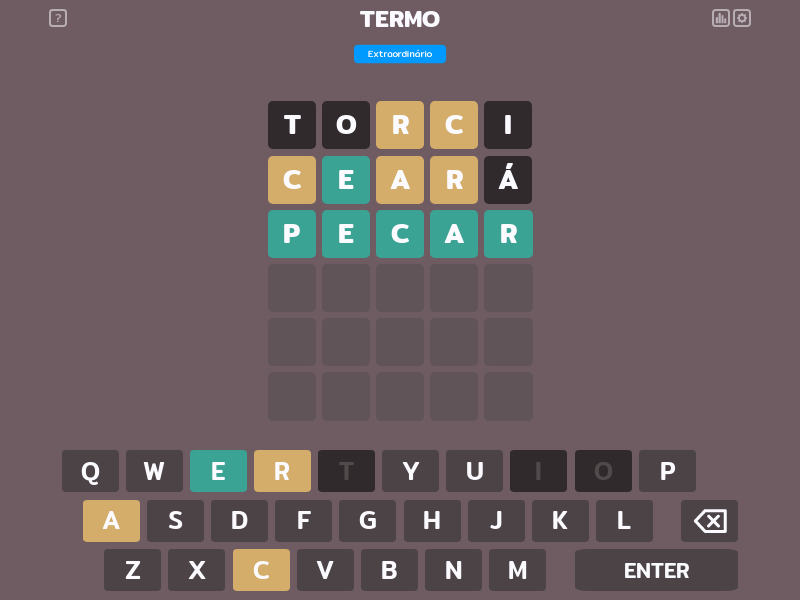 ?
TERMO
Extraordinário
T O R C I
C E A R Á
P E C A R
Q W E R T Y U I O P
A S D F G H J K L
Z X C V B N M ENTER